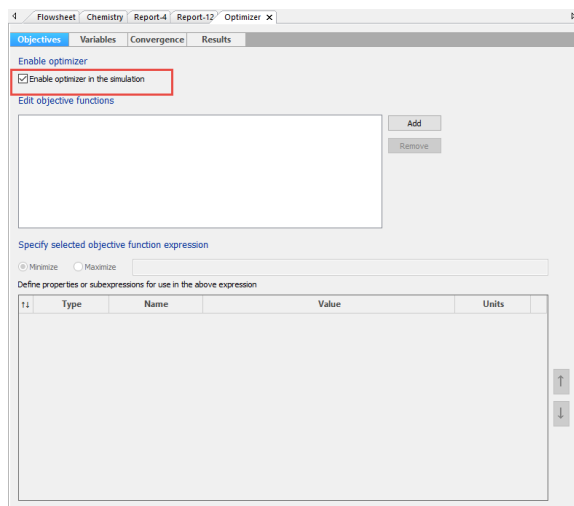 Flowsheet Chemistry Report-4 Report-12 Optimizer ×
Objectives Variables Convergence Results
Enable optimizer
Enable optimizer in the simulation
Edit objective functions
Add
Remove
Specify selected objective function expression
Minimize Maximize
Define properties or subexpressions for use in the above expression
↑↓ Type Name Value Units
↑
↓